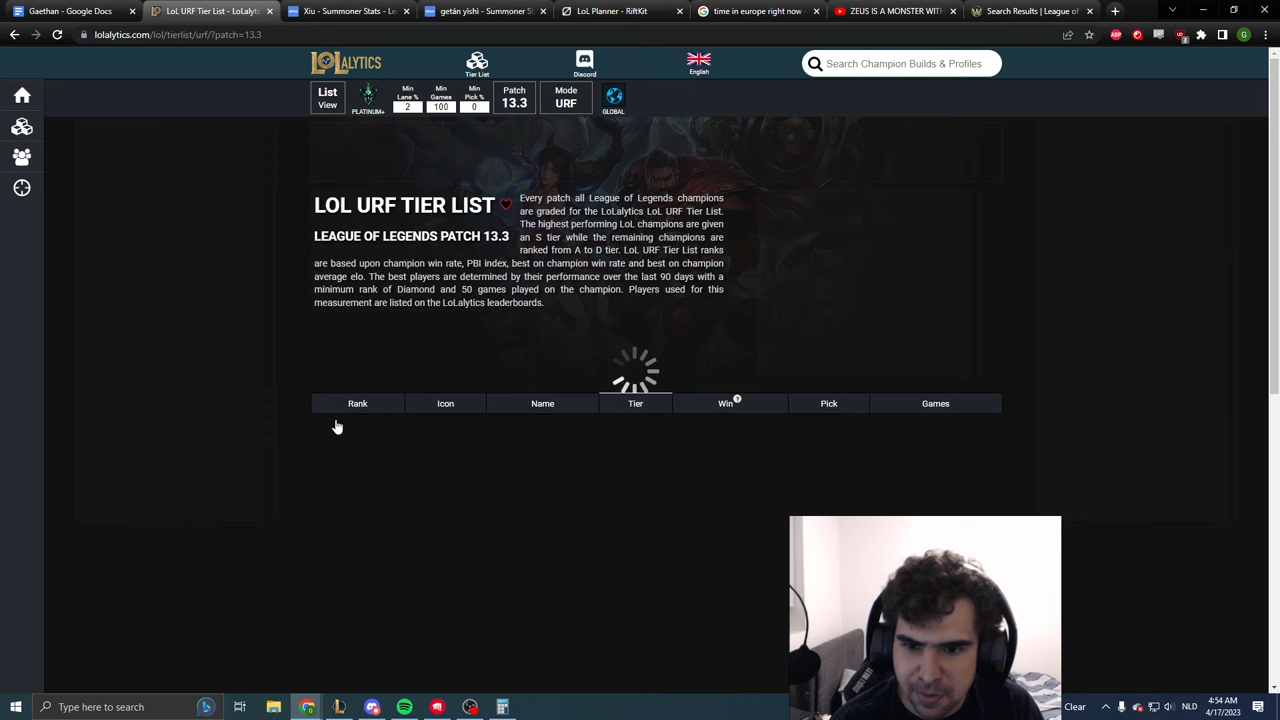 Gaethan - Google Docs
LOL URF Tier List - LoLalytics L
Xiu - Summoner Stats - L
getán ylsht - Summoner S
LOL Planner - RiftKit
time in europe right now
ZEUS IS A MONSTER WITH
Search Results | League of
lolalytics.com/lol/tierlist/urf/?patch=13.3
LOLALYTICS
Tier List
Discord
English
Search Champion Builds & Profiles
List
View
PLATINUM+
Min
Lane %
2
Min
Games
100
Min
Pick %
0
Patch
13.3
Mode
URF
GLOBAL
LOL URF TIER LIST
LEAGUE OF LEGENDS PATCH 13.3
Every patch all League of Legends champions
are graded for the LoLalytics LoL URF Tier List.
The highest performing LoL champions are given
an S tier while the remaining champions are
ranked from A to D tier. LoL URF Tier List ranks
are based upon champion win rate, PBI index, best on champion win rate and best on champion
average elo. The best players are determined by their performance over the last 90 days with a
minimum rank of Diamond and 50 games played on the champion. Players used for this
measurement are listed on the LoLalytics leaderboards.
Rank Icon Name Tier Win Pick Games
Type here to search
Clear
NLD
4:54 AM
4/17/2023